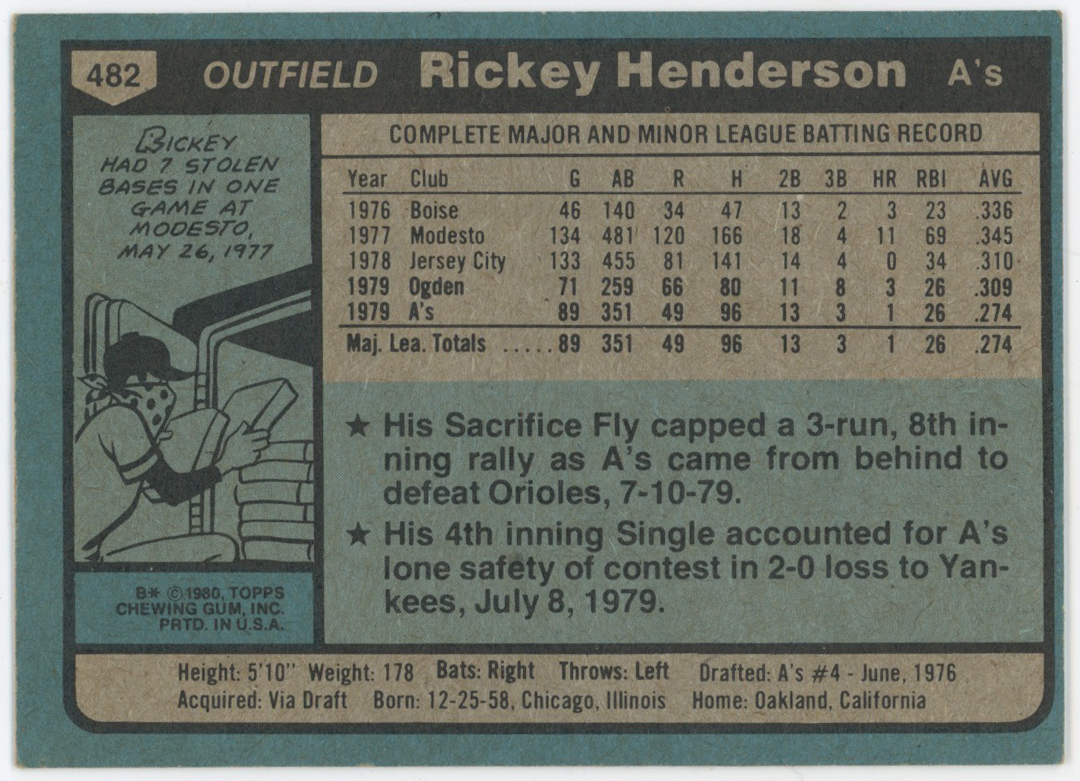 482 OUTFIELD Rickey Henderson A's
RICKEY
HAD 7 STOLEN
BASES IN ONE
GAME AT
MODESTO,
MAY 26, 1977
COMPLETE MAJOR AND MINOR LEAGUE BATTING RECORD
Year Club G AB R H 2B 3B HR RBI AVG
1976 Boise 46 140 34 47 13 2 3 23 .336
1977 Modesto 134 481 120 166 18 4 11 69 .345
1978 Jersey City 133 455 81 141 14 4 0 34 .310
1979 Ogden 71 259 66 80 11 8 3 26 .309
1979 A's 89 351 49 96 13 3 1 26 .274
Maj. Lea. Totals .....89 351 49 96 13 3 1 26 .274
★ His Sacrifice Fly capped a 3-run, 8th in-
ning rally as A's came from behind to
defeat Orioles, 7-10-79.
★ His 4th inning Single accounted for A's
lone safety of contest in 2-0 loss to Yan-
kees, July 8, 1979.
B* ©1980, TOPPS
CHEWING GUM, INC.
PRTD. IN U.S.A.
Height: 5'10" Weight: 178 Bats: Right Throws: Left Drafted: A's #4 - June, 1976
Acquired: Via Draft Born: 12-25-58, Chicago, Illinois Home: Oakland, California